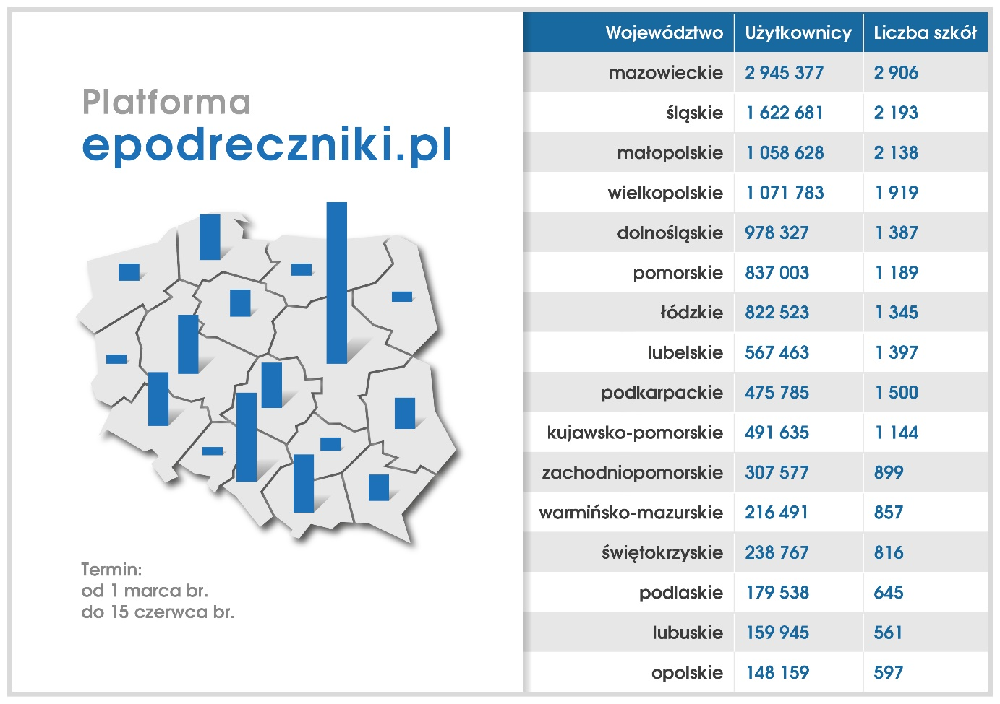 Platforma
epodreczniki.pl
Termin:
od 1 marca br.
do 15 czerwca br.
Województwo Użytkownicy Liczba szkół
mazowieckie 2 945 377 2 906
śląskie 1 622 681 2 193
małopolskie 1 058 628 2 138
wielkopolskie 1 071 783 1 919
dolnośląskie 978 327 1 387
pomorskie 837 003 1 189
łódzkie 822 523 1 345
lubelskie 567 463 1 397
podkarpackie 475 785 1 500
kujawsko-pomorskie 491 635 1 144
zachodniopomorskie 307 577 899
warmińsko-mazurskie 216 491 857
świętokrzyskie 238 767 816
podlaskie 179 538 645
lubuskie 159 945 561
opolskie 148 159 597